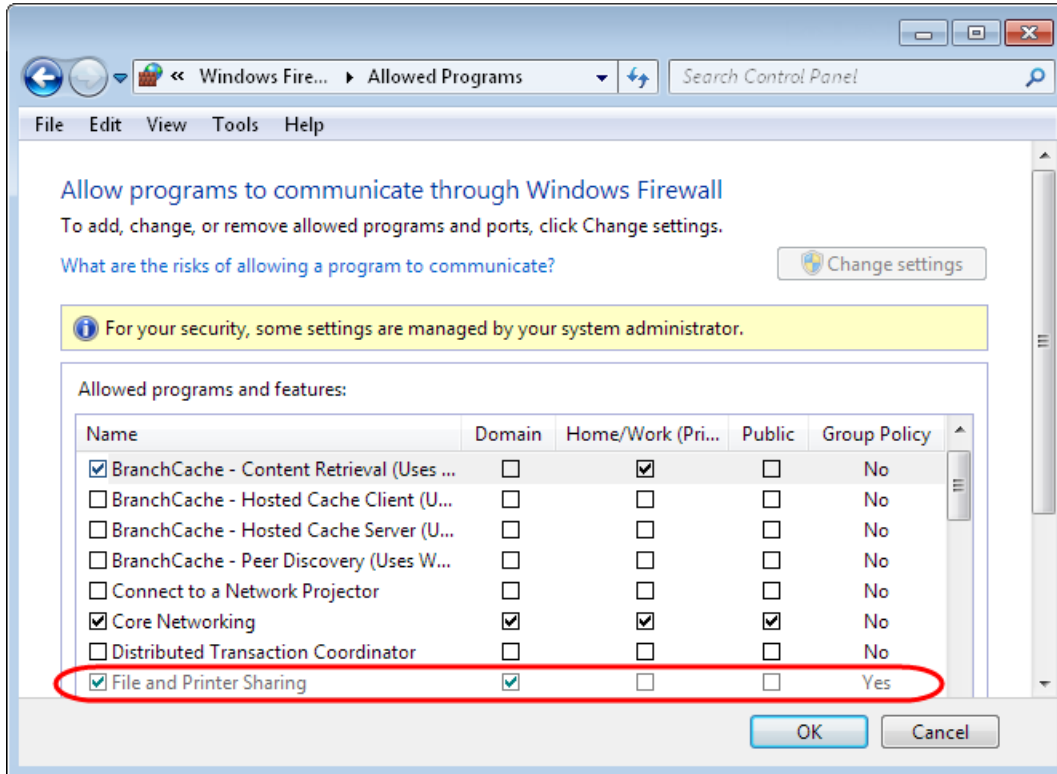 « Windows Fire... ▸ Allowed Programs Search Control Panel
File Edit View Tools Help
Allow programs to communicate through Windows Firewall
To add, change, or remove allowed programs and ports, click Change settings.
What are the risks of allowing a program to communicate? Change settings
For your security, some settings are managed by your system administrator.
Allowed programs and features:
Name Domain Home/Work (Pri... Public Group Policy
BranchCache - Content Retrieval (Uses ... No
BranchCache - Hosted Cache Client (U... No
BranchCache - Hosted Cache Server (U... No
BranchCache - Peer Discovery (Uses W... No
Connect to a Network Projector No
Core Networking No
Distributed Transaction Coordinator No
File and Printer Sharing Yes
OK Cancel